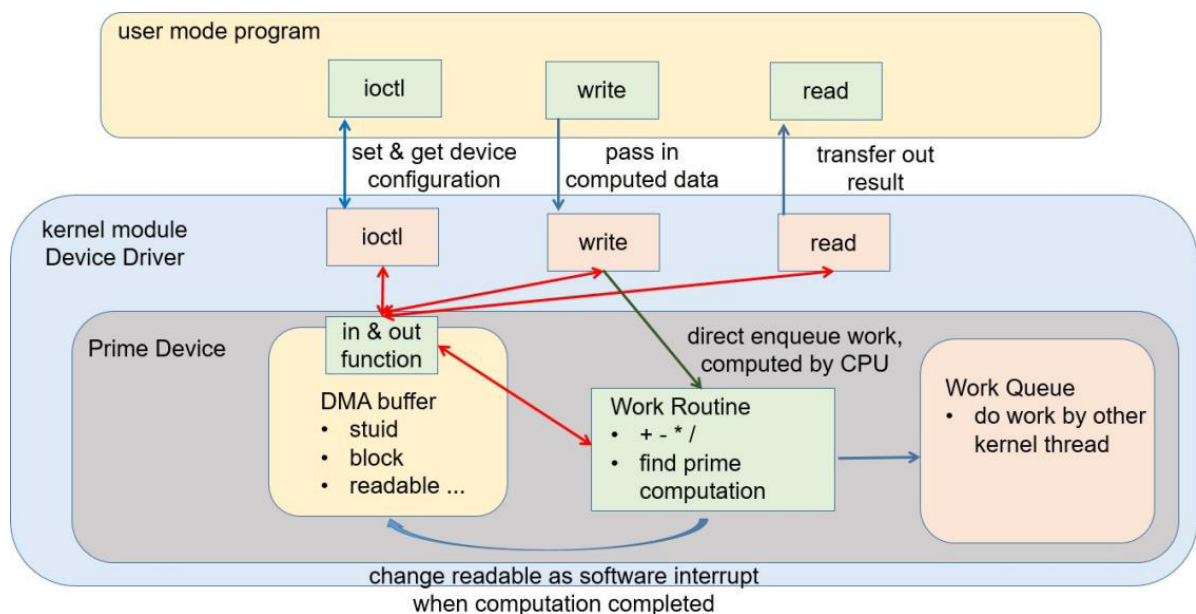 user mode program
ioctl
write
read
set & get device
configuration
pass in
computed data
transfer out
result
kernel module
Device Driver
ioctl
write
read
Prime Device
in & out
function
direct enqueue work,
computed by CPU
DMA buffer
• stuid
• block
• readable ...
Work Routine
• + - * /
• find prime
computation
Work Queue
• do work by other
kernel thread
change readable as software interrupt
when computation completed